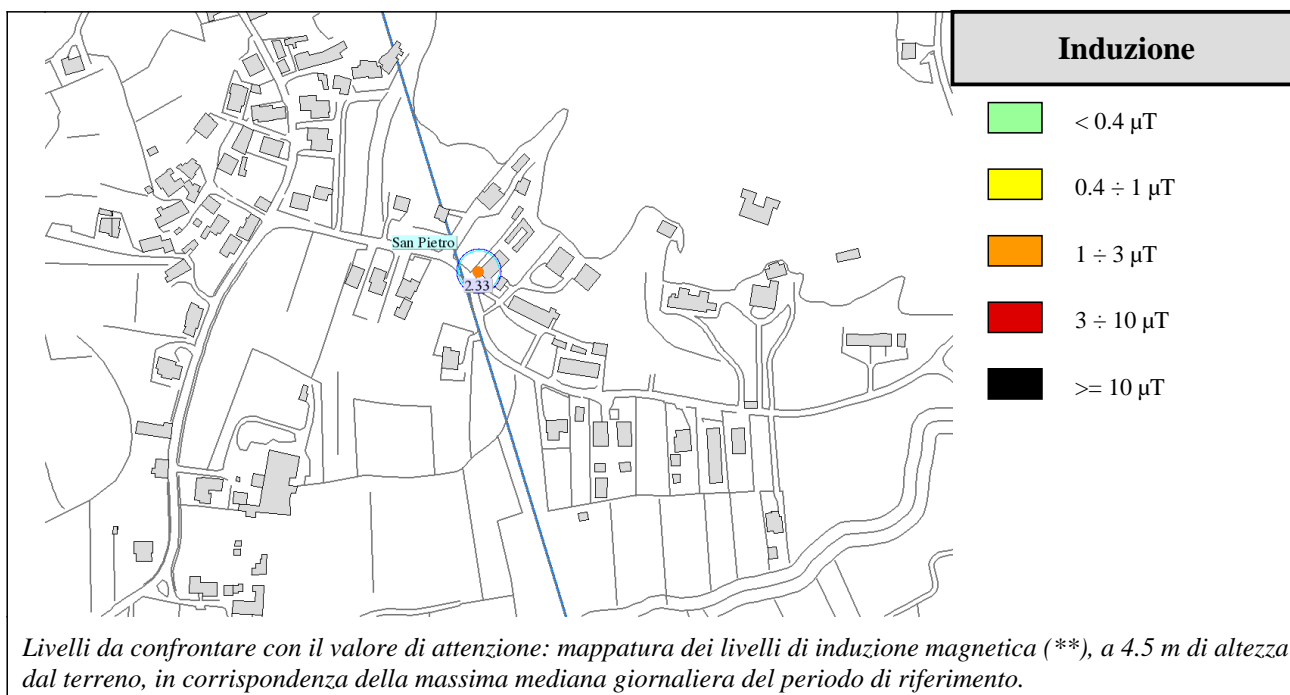 Induzione
< 0.4 µT
0.4 ÷ 1 µT
1 ÷ 3 µT
3 ÷ 10 µT
>= 10 µT
San Pietro
2.33
Livelli da confrontare con il valore di attenzione: mappatura dei livelli di induzione magnetica (**), a 4.5 m di altezza
dal terreno, in corrispondenza della massima mediana giornaliera del periodo di riferimento.